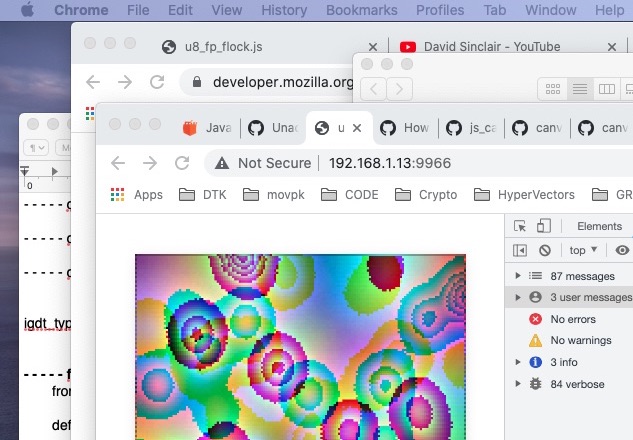 Chrome File Edit View History Bookmarks Profiles Tab Window Help
u8_fp_flock.js
David Sinclair - YouTube
developer.mozilla.org
Java
Unac
u
How
js_ca
canv
canv
Not Secure 192.168.1.13:9966
Apps DTK movpk CODE Crypto HyperVectors GR
Elements
top
87 messages
3 user messages
No errors
No warnings
3 info
84 verbose
0
igdt_typ
fror
def